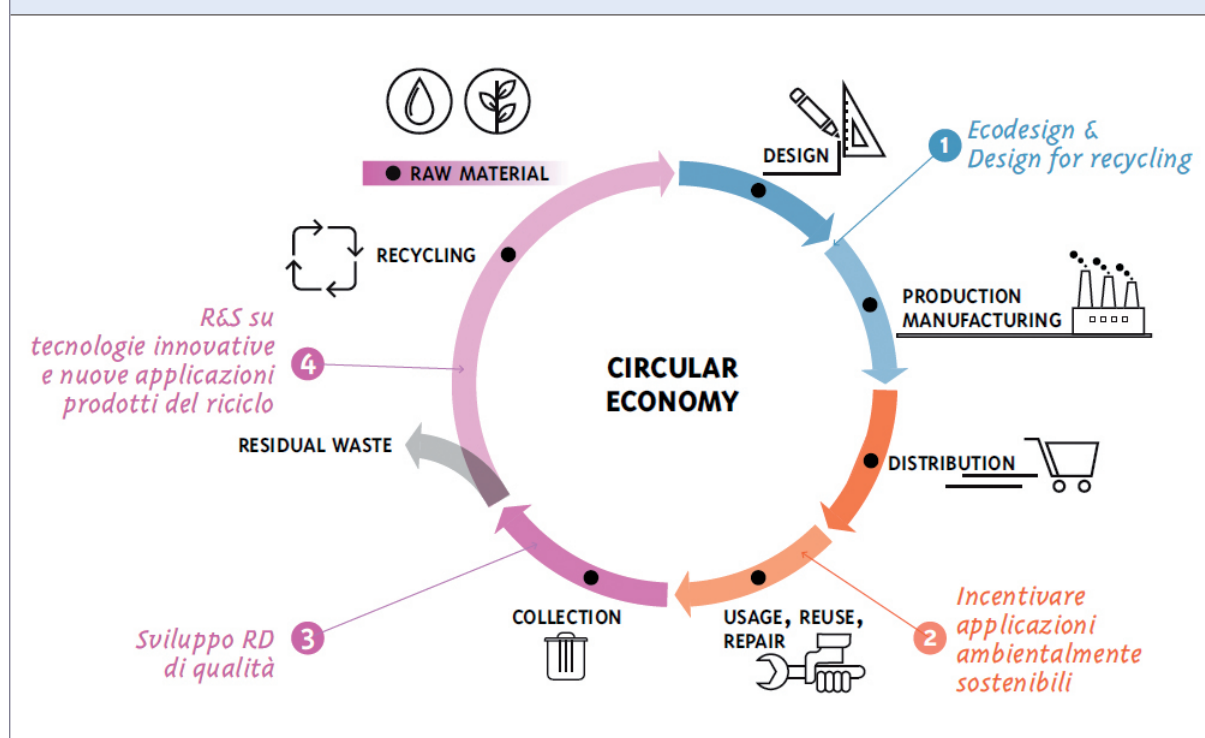 RAW MATERIAL
DESIGN
1
Ecodesign &
Design for recycling
RECYCLING
PRODUCTION
MANUFACTURING
R&S su
tecnologie innovative
e nuove applicazioni
prodotti del riciclo
4
CIRCULAR
ECONOMY
RESIDUAL WASTE
DISTRIBUTION
COLLECTION
USAGE, REUSE,
REPAIR
2
Incentivare
applicazioni
ambientalmente
sostenibili
Sviluppo RD
di qualità
3